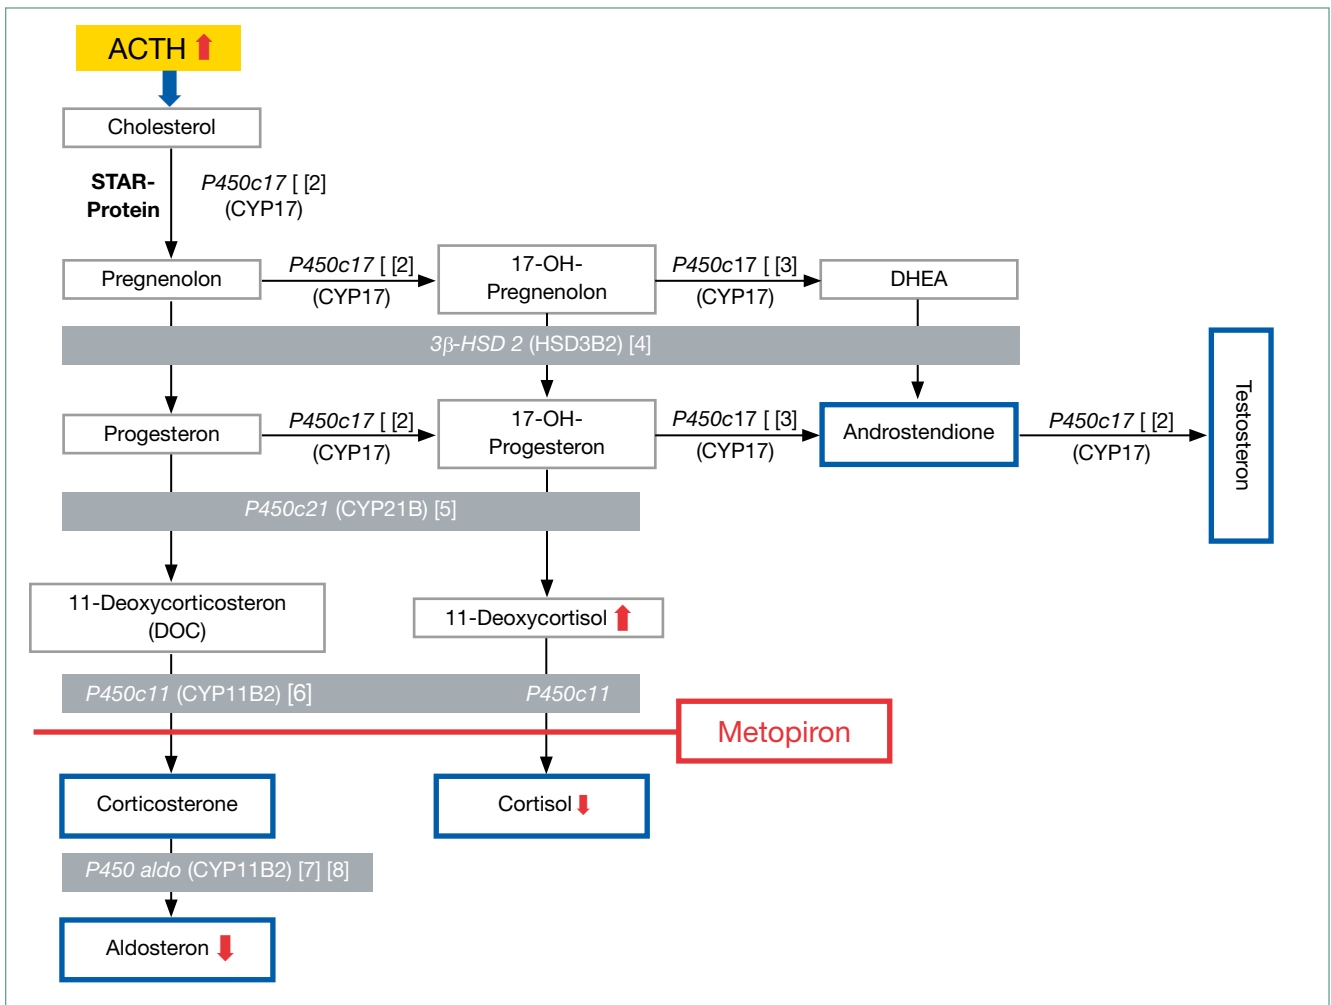 ACTH
Cholesterol
STAR-
Protein
P450c17 [ [2]
(CYP17)
Pregnenolon
P450c17 [ [2]
(CYP17)
17-OH-
Pregnenolon
P450c17 [ [3]
(CYP17)
DHEA
3β-HSD 2 (HSD3B2) [4]
Progesteron
P450c17 [ [2]
(CYP17)
17-OH-
Progesteron
P450c17 [ [3]
(CYP17)
Androstendione
P450c17 [ [2]
(CYP17)
Testosteron
P450c21 (CYP21B) [5]
11-Deoxycorticosteron
(DOC)
11-Deoxycortisol
P450c11 (CYP11B2) [6]
P450c11
Metopiron
Corticosterone
Cortisol
P450 aldo (CYP11B2) [7] [8]
Aldosteron